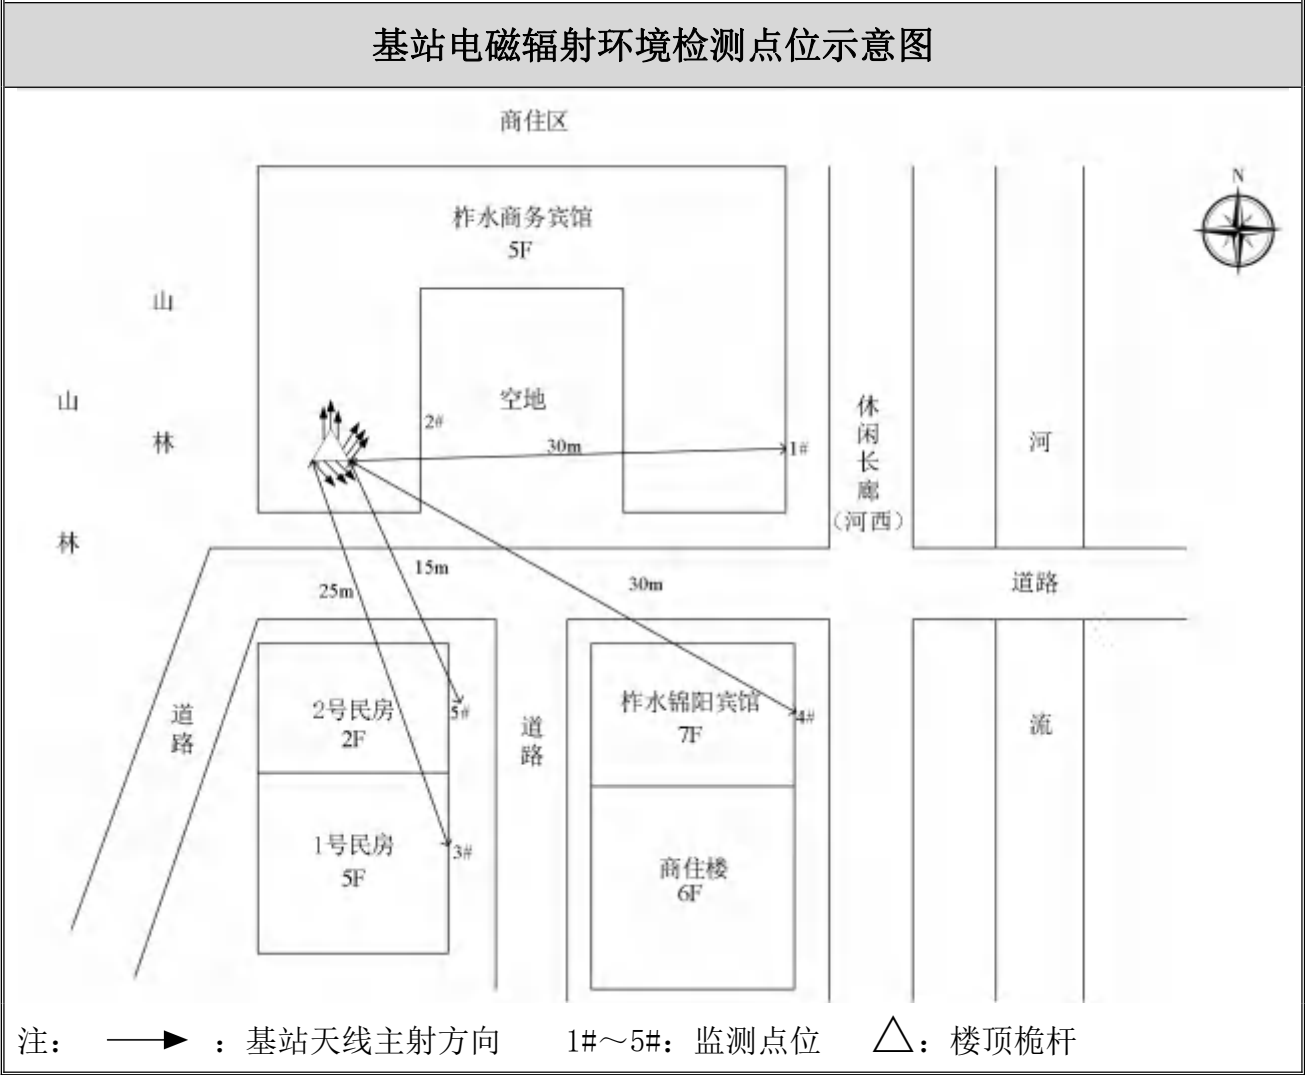 基站电磁辐射环境检测点位示意图
商住区
N
柞水商务宾馆
5F
山
林
山
林
空地
2#
30m
1#
休闲长廊
（河西）
河
15m
25m
30m
道路
道路
2号民房
2F
5#
道路
柞水锦阳宾馆
7F
4#
流
1号民房
5F
3#
商住楼
6F
注： ：基站天线主射方向 1#～5#：监测点位 △：楼顶桅杆